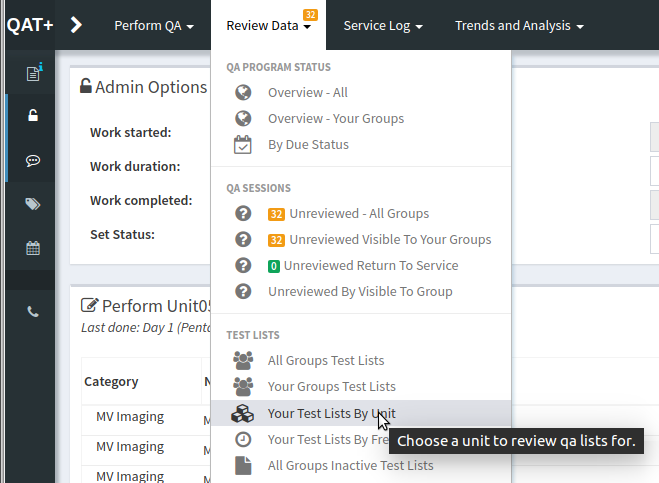 QAT+ Perform QA Review Data 32 Service Log Trends and Analysis
Admin Options
Work started:
Work duration:
Work completed:
Set Status:
Perform Unit05
Last done: Day 1 (Penta
Category
MV Imaging
MV Imaging
MV Imaging
QA PROGRAM STATUS
Overview - All
Overview - Your Groups
By Due Status
QA SESSIONS
32 Unreviewed - All Groups
32 Unreviewed Visible To Your Groups
0 Unreviewed Return To Service
Unreviewed By Visible To Group
TEST LISTS
All Groups Test Lists
Your Groups Test Lists
Your Test Lists By Unit
Your Test Lists By Fre
Choose a unit to review qa lists for.
All Groups Inactive Test Lists